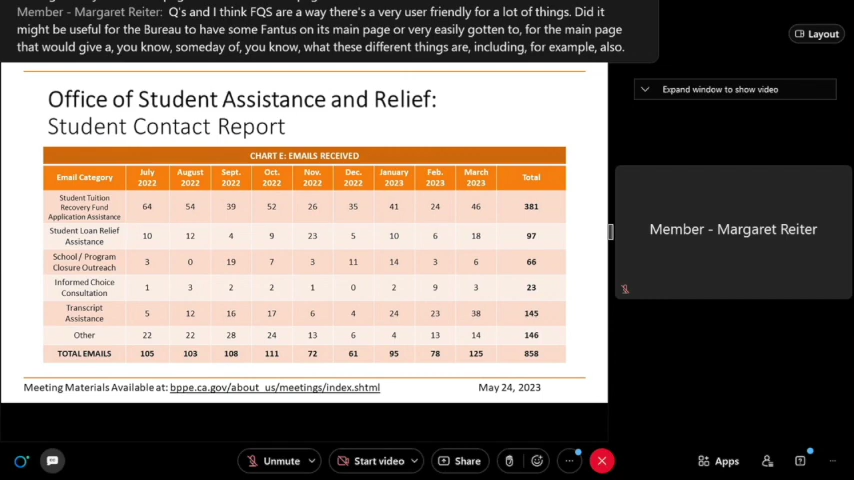 Member - Margaret Reiter: Q's and I think FQS are a way there's a very user friendly for a lot of things. Did it
might be useful for the Bureau to have some Fantus on its main page or very easily gotten to, for the main page
that would give a, you know, someday of, you know, what these different things are, including, for example, also.
Layout
Expand window to show video
Office of Student Assistance and Relief:
Student Contact Report
CHART E: EMAILS RECEIVED
Email Category July 2022 August 2022 Sept. 2022 Oct. 2022 Nov. 2022 Dec. 2022 January 2023 Feb. 2023 March 2023 Total
Student Tuition Recovery Fund Application Assistance 64 54 39 52 26 35 41 24 46 381
Student Loan Relief Assistance 10 12 4 9 23 5 10 6 18 97
School / Program Closure Outreach 3 0 19 7 3 11 14 3 6 66
Informed Choice Consultation 1 3 2 2 1 0 2 9 3 23
Transcript Assistance 5 12 16 17 6 4 24 23 38 145
Other 22 22 28 24 13 6 4 13 14 146
TOTAL EMAILS 105 103 108 111 72 61 95 78 125 858
Meeting Materials Available at: bppe.ca.gov/about_us/meetings/index.shtml May 24, 2023
Member - Margaret Reiter
Unmute Start video Share Apps